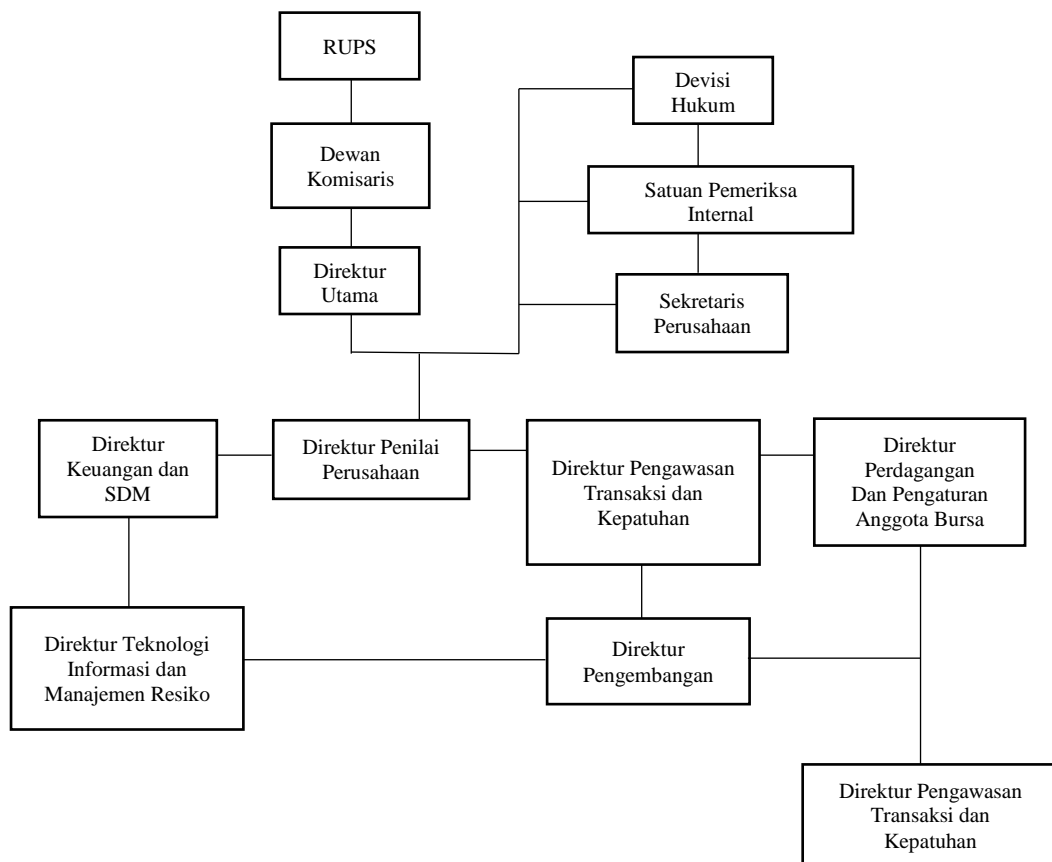 RUPS
Devisi
Hukum
Dewan
Komisaris
Satuan Pemeriksa
Internal
Direktur
Utama
Sekretaris
Perusahaan
Direktur
Keuangan dan
SDM
Direktur Penilai
Perusahaan
Direktur Pengawasan
Transaksi dan
Kepatuhan
Direktur
Perdagangan
Dan Pengaturan
Anggota Bursa
Direktur Teknologi
Informasi dan
Manajemen Resiko
Direktur
Pengembangan
Direktur Pengawasan
Transaksi dan
Kepatuhan